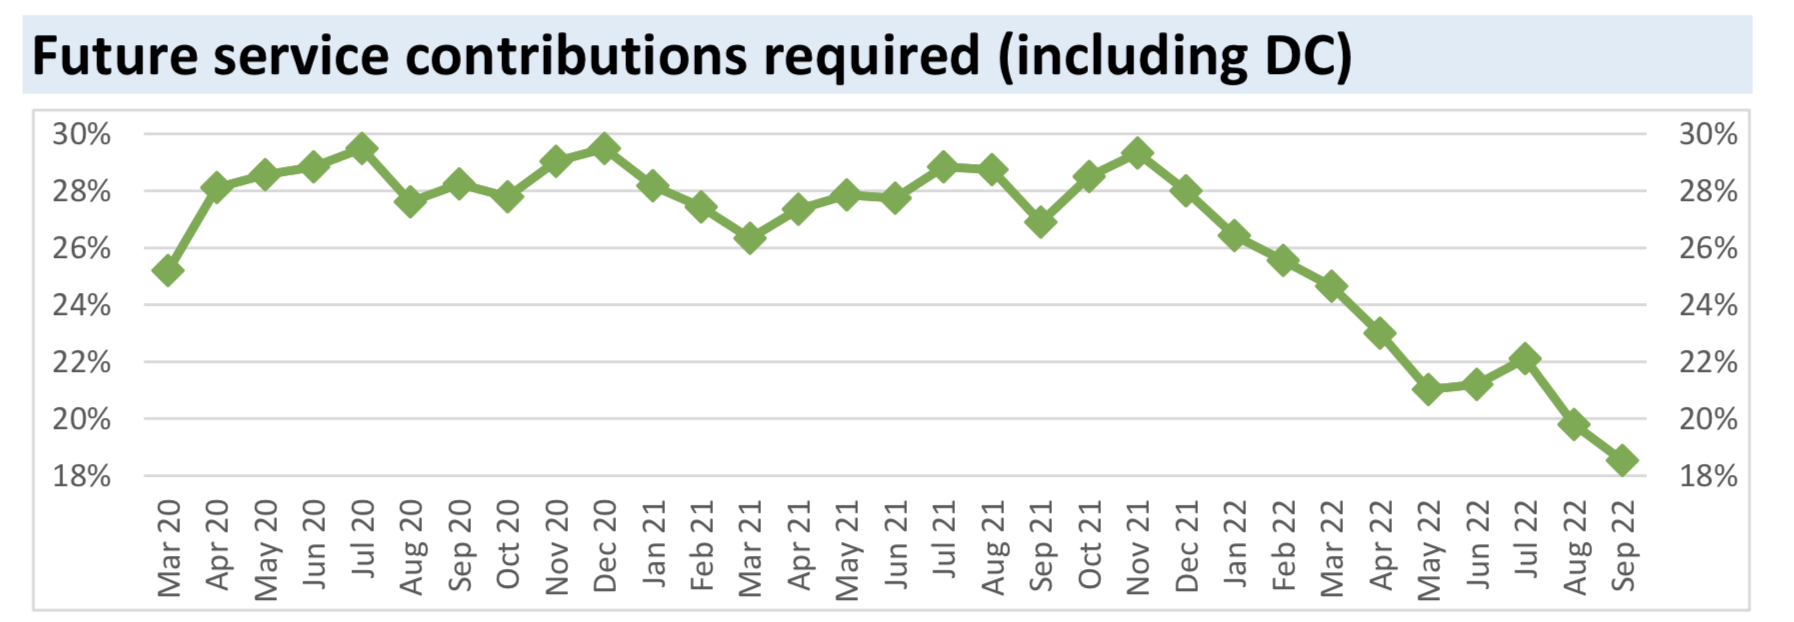 Future service contributions required (including DC)
30% 30%
28% 28%
26% 26%
24% 24%
22% 22%
20% 20%
18% 18%
Mar 20
Apr 20
May 20
Jun 20
Jul 20
Aug 20
Sep 20
Oct 20
Nov 20
Dec 20
Jan 21
Feb 21
Mar 21
Apr 21
May 21
Jun 21
Jul 21
Aug 21
Sep 21
Oct 21
Nov 21
Dec 21
Jan 22
Feb 22
Mar 22
Apr 22
May 22
Jun 22
Jul 22
Aug 22
Sep 22